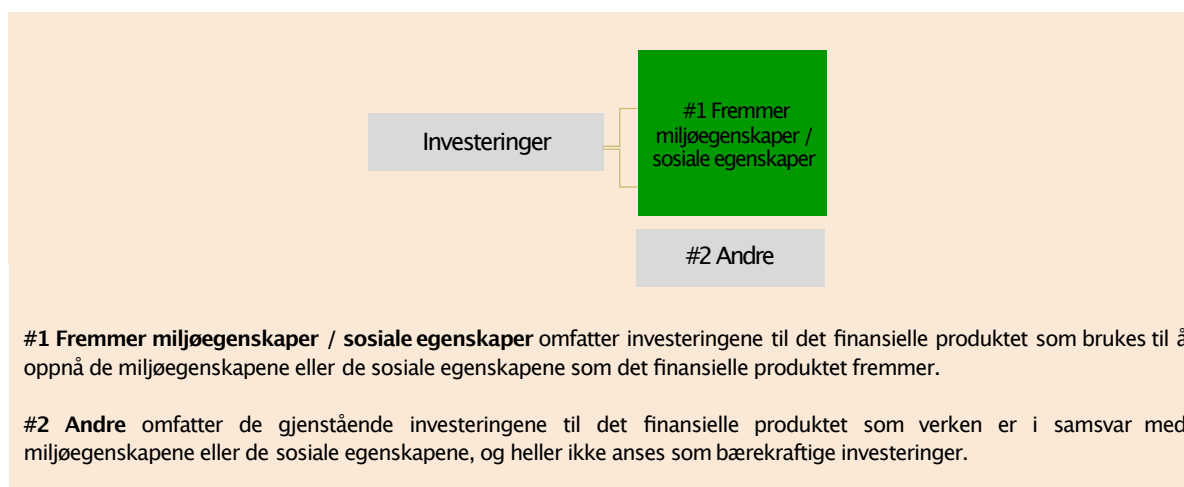 Investeringer
#1 Fremmer
miljøegenskaper /
sosiale egenskaper
#2 Andre
#1 Fremmer miljøegenskaper / sosiale egenskaper omfatter investeringene til det finansielle produktet som brukes til å
oppnå de miljøegenskapene eller de sosiale egenskapene som det finansielle produktet fremmer.
#2 Andre omfatter de gjenstående investeringene til det finansielle produktet som verken er i samsvar med
miljøegenskapene eller de sosiale egenskapene, og heller ikke anses som bærekraftige investeringer.